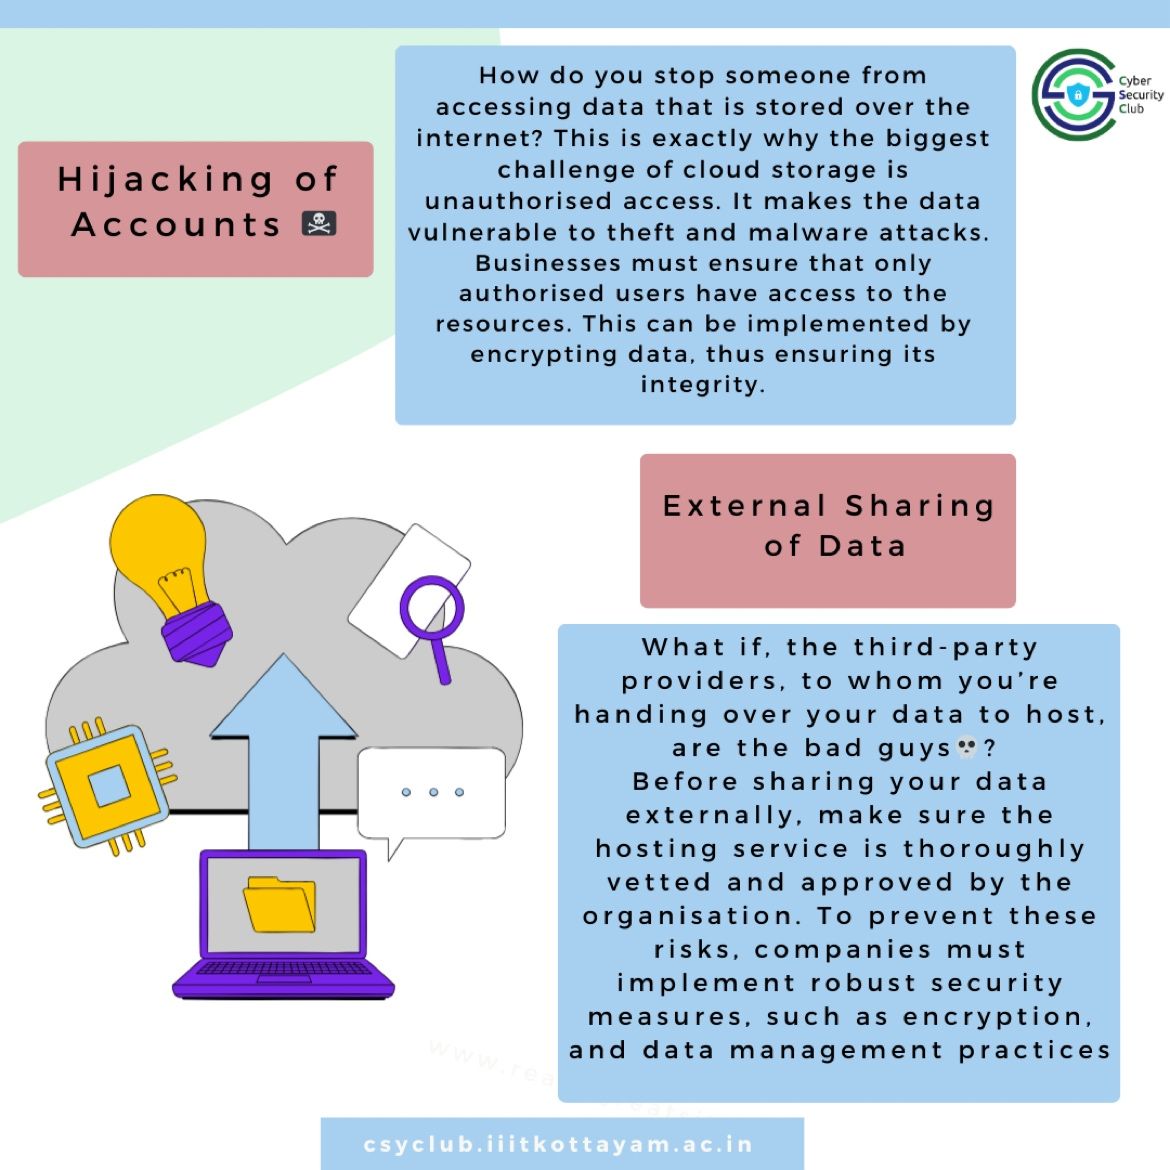 Cyber
Security
Club
Hijacking of
Accounts ☠
How do you stop someone from
accessing data that is stored over the
internet? This is exactly why the biggest
challenge of cloud storage is
unauthorised access. It makes the data
vulnerable to theft and malware attacks.
Businesses must ensure that only
authorised users have access to the
resources. This can be implemented by
encrypting data, thus ensuring its
integrity.
External Sharing
of Data
What if, the third-party
providers, to whom you’re
handing over your data to host,
are the bad guys💀?
Before sharing your data
externally, make sure the
hosting service is thoroughly
vetted and approved by the
organisation. To prevent these
risks, companies must
implement robust security
measures, such as encryption,
and data management practices
csyclub.iiitkottayam.ac.in